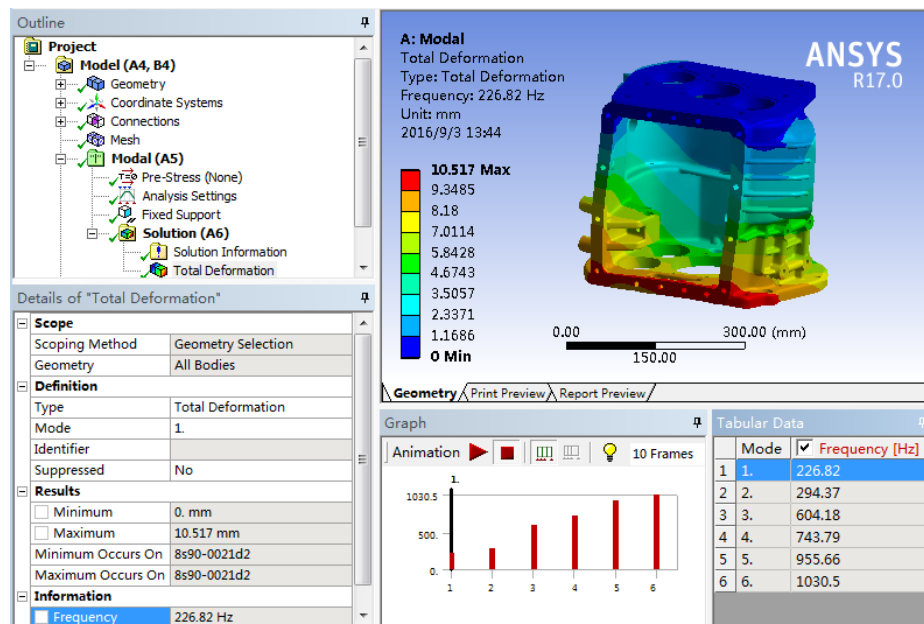 Outline
Project
Model (A4, B4)
Geometry
Coordinate Systems
Connections
Mesh
Modal (A5)
T=0 Pre-Stress (None)
Analysis Settings
Fixed Support
Solution (A6)
Solution Information
Total Deformation
Details of "Total Deformation"
Scope
Scoping Method Geometry Selection
Geometry All Bodies
Definition
Type Total Deformation
Mode 1.
Identifier
Suppressed No
Results
Minimum 0. mm
Maximum 10.517 mm
Minimum Occurs On 8s90-0021d2
Maximum Occurs On 8s90-0021d2
Information
Frequency 226.82 Hz
A: Modal
Total Deformation
Type: Total Deformation
Frequency: 226.82 Hz
Unit: mm
2016/9/3 13:44
ANSYS
R17.0
10.517 Max
9.3485
8.18
7.0114
5.8428
4.6743
3.5057
2.3371
1.1686
0 Min
0.00 300.00 (mm)
150.00
Geometry Print Preview Report Preview
Graph
Animation 10 Frames
1.
1030.5
500.
0.
1 2 3 4 5 6
Tabular Data
Mode Frequency [Hz]
1 1. 226.82
2 2. 294.37
3 3. 604.18
4 4. 743.79
5 5. 955.66
6 6. 1030.5